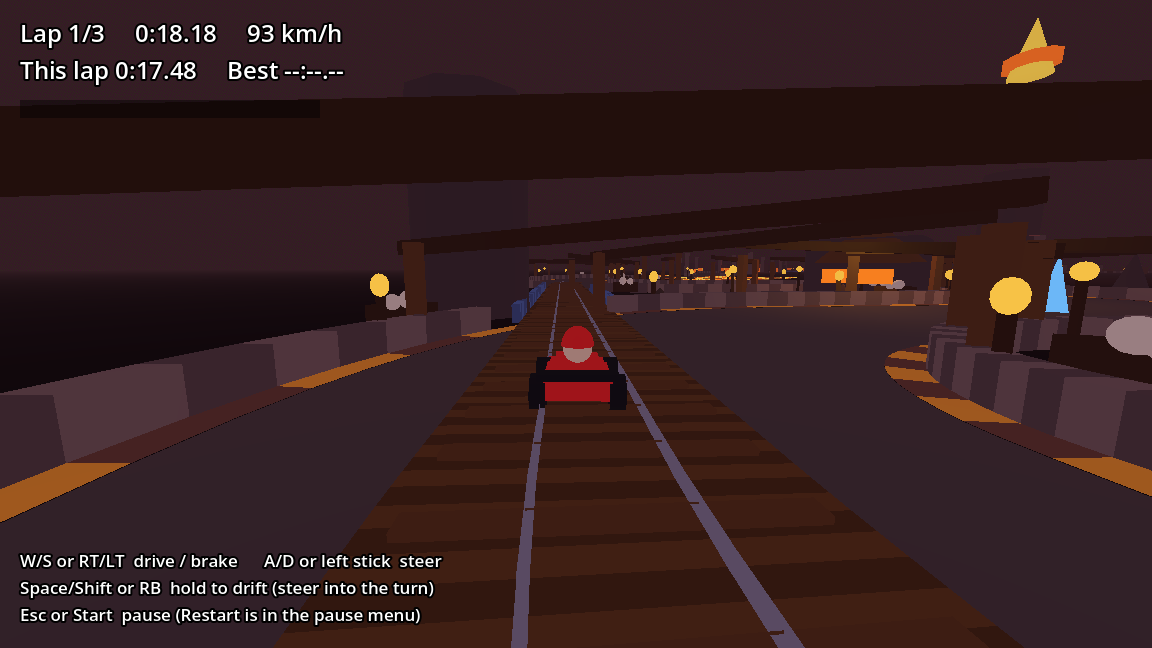 Lap 1/3 0:18.18 93 km/h
This lap 0:17.48 Best --:--.--
W/S or RT/LT drive / brake A/D or left stick steer
Space/Shift or RB hold to drift (steer into the turn)
Esc or Start pause (Restart is in the pause menu)